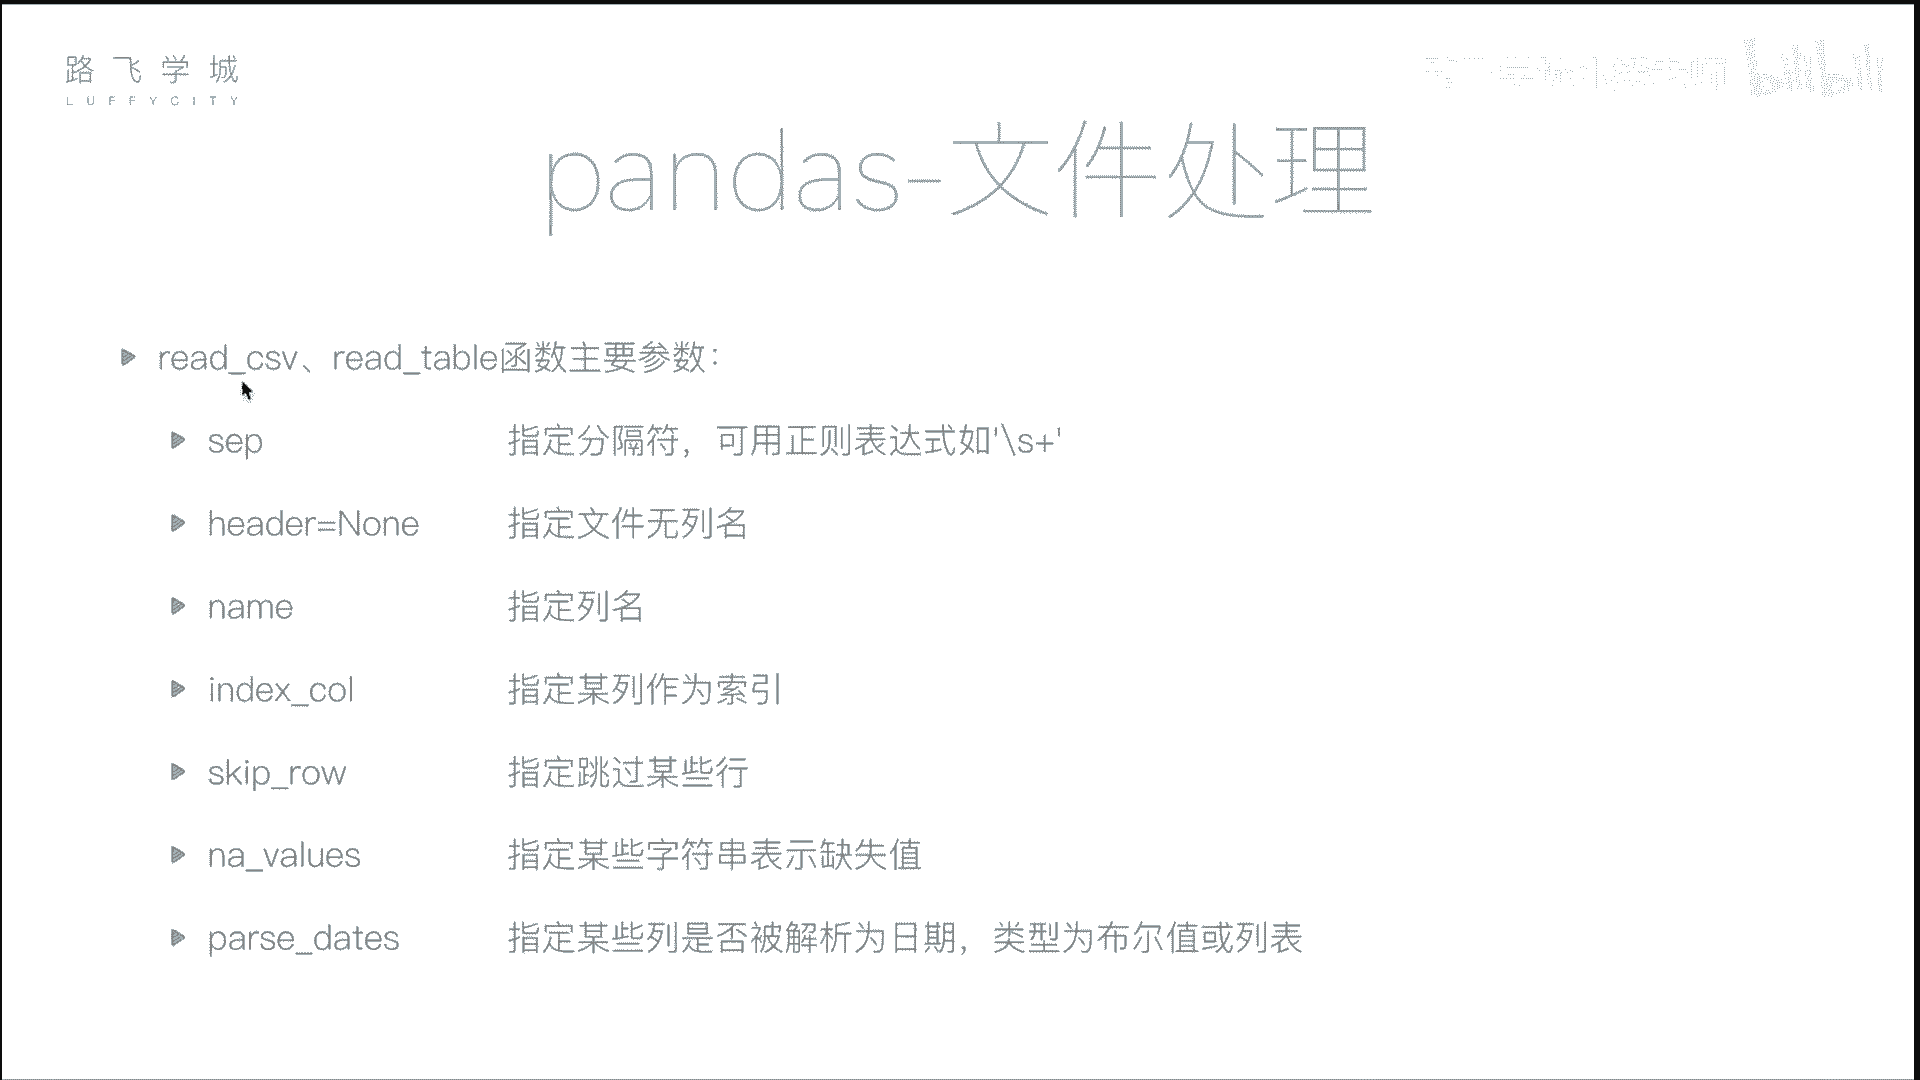 路飞学城
LUFFYCITY
bilibili
pandas-文件处理
read_csv、read_table函数主要参数：
sep 指定分隔符，可用正则表达式如'\s+'
header=None 指定文件无列名
name 指定列名
index_col 指定某列作为索引
skip_row 指定跳过某些行
na_values 指定某些字符串表示缺失值
parse_dates 指定某些列是否被解析为日期，类型为布尔值或列表